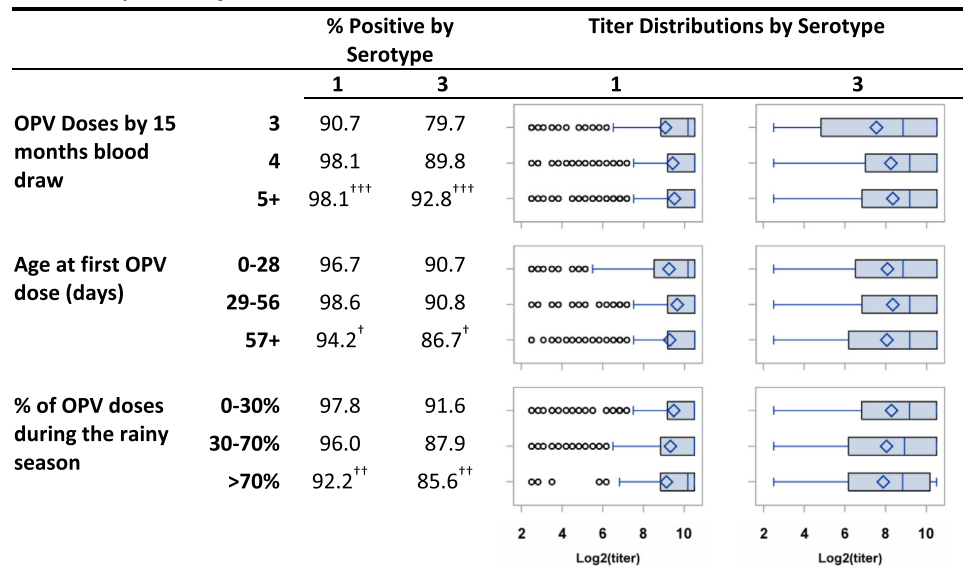 % Positive by Serotype
Titer Distributions by Serotype
1 3 1 3
OPV Doses by 15 months blood draw
3 90.7 79.7
4 98.1 89.8
5+ 98.1††† 92.8†††
Age at first OPV dose (days)
0-28 96.7 90.7
29-56 98.6 90.8
57+ 94.2† 86.7†
% of OPV doses during the rainy season
0-30% 97.8 91.6
30-70% 96.0 87.9
>70% 92.2†† 85.6††
2 4 6 8 10 2 4 6 8 10
Log2(titer) Log2(titer)